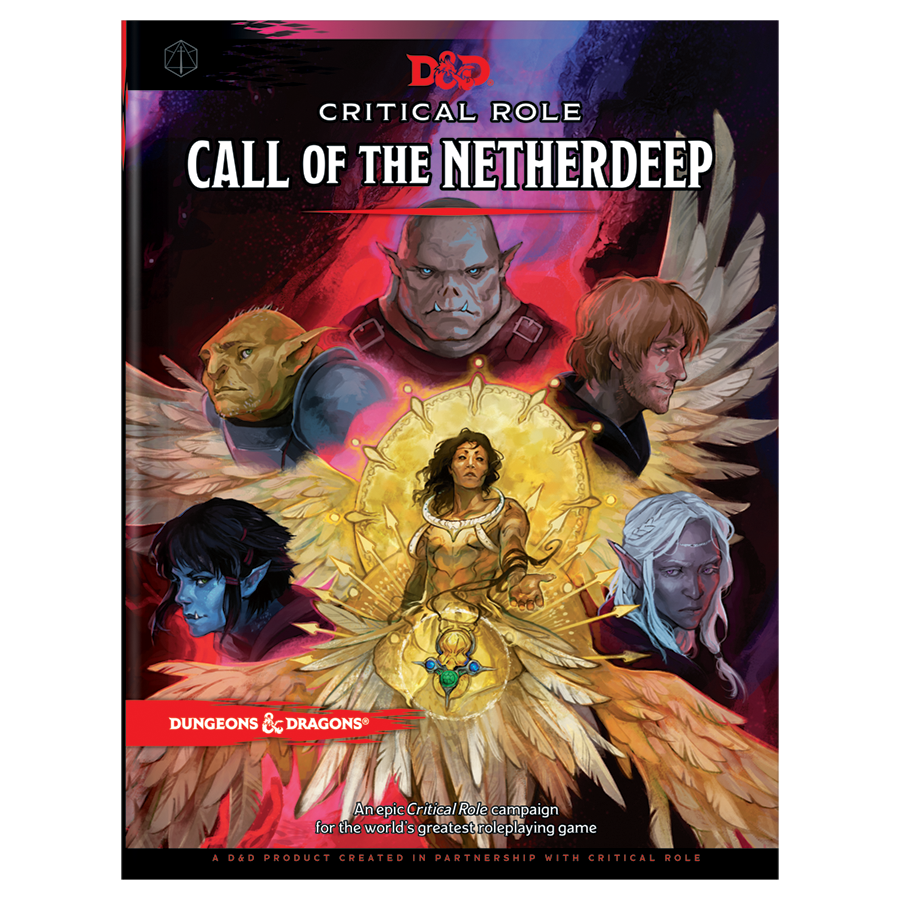 D&D
CRITICAL ROLE
CALL OF THE NETHERDEEP
DUNGEONS & DRAGONS®
An epic Critical Role campaign
for the world's greatest roleplaying game
A D&D PRODUCT CREATED IN PARTNERSHIP WITH CRITICAL ROLE